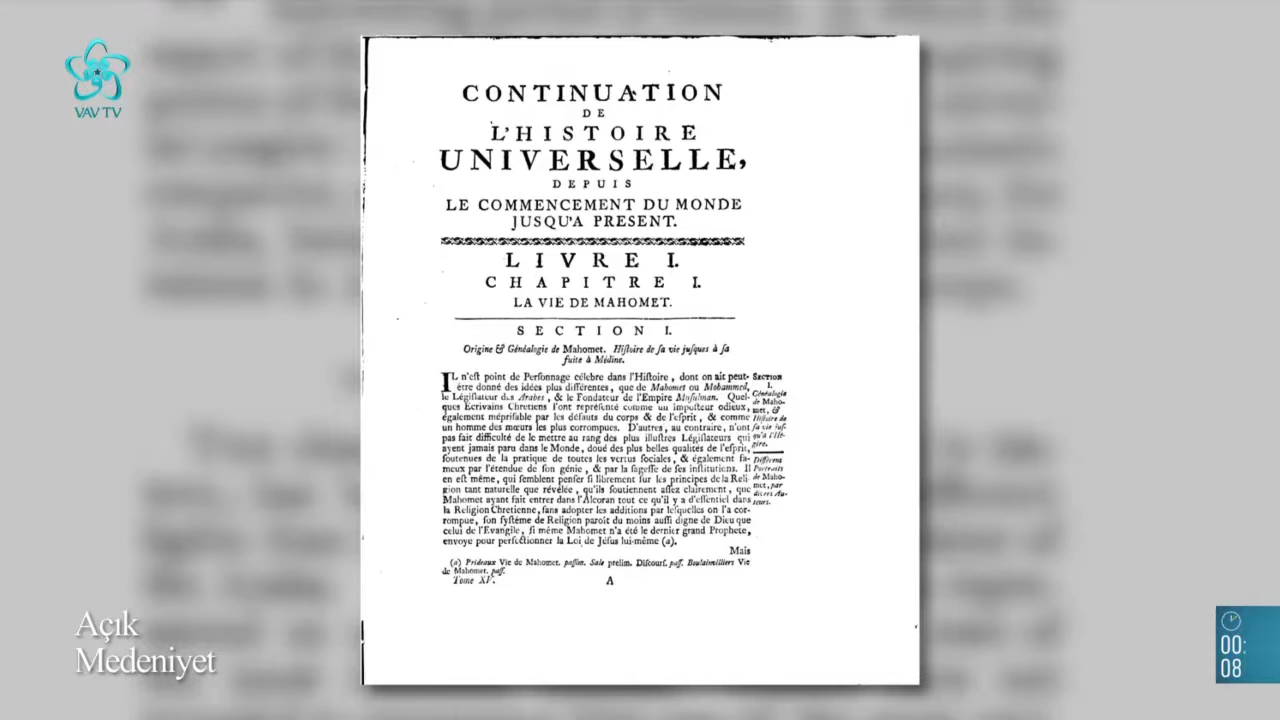 VAV TV
CONTINUATION
DE
L'HISTOIRE
UNIVERSELLE,
DEPUIS
LE COMMENCEMENT DU MONDE
JUSQU'A PRESENT.
LIVRE I.
CHAPITRE I.
LA VIE DE MAHOMET.
SECTION I.
Origine & Généalogie de Mahomet. Histoire de sa vie jusques à sa
fuite à Médine.
IL n'est point de Personnage célebre dans l'Histoire, dont on ait peut-
être donné des idées plus différentes, que de Mahomet ou Mohammed,
le Législateur des Arabes, & le Fondateur de l'Empire Musulman. Quel-
ques Ecrivains Chretiens l'ont représenté comme un imposteur odieux,
également méprisable par les défauts du corps & de l'esprit, & comme
un homme des mœurs les plus corrompues. D'autres, au contraire, n'ont
pas fait difficulté de le mettre au rang des plus illustres Législateurs qui
ayent jamais paru dans le Monde, doué des plus belles qualités de l'esprit,
soutenues de la pratique de toutes les vertus sociales, & également fa-
meux par l'étendue de son génie, & par la sagesse de ses institutions. Il
en est même, qui semblent penser si librement sur les principes de la Reli-
gion tant naturelle que révélée, qu'ils soutiennent assez clairement, que
Mahomet ayant fait entrer dans l'Alcoran tout ce qu'il y a d'essentiel dans
la Religion Chretienne, sans adopter les additions par lesquelles on l'a cor-
rompue, son système de Religion paroit du moins aussi digne de Dieu que
celui de l'Evangile, si même Mahomet n'a été le dernier grand Prophete,
envoye pour perfectionner la Loi de Jésus lui-même (a).
Mais
SECTION
I.
Généalogie
de Maho-
met, &
Histoire de
sa vie jus-
qu'à l'Hé-
gire.
Différens
Portraits
de Maho-
met, par
divers Au-
teurs.
(a) Prideaux Vie de Mahomet. passim. Sale prelim. Discours. pass. Boulainvilliers Vie
de Mahomet. pass.
Tome XV. A
Açık
Medeniyet
00:
08